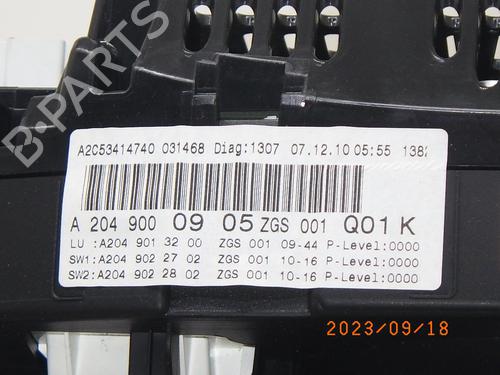 B-PARTS
A2C53414740 031468 Diag:1307 07.12.10 05:55 1382
A 204 900 09 05 ZGS 001 Q01 K
LU :A204 901 32 00 ZGS 001 09-44 P-Level:0000
SW1:A204 902 27 02 ZGS 001 10-16 P-Level:0000
SW2:A204 902 28 02 ZGS 001 10-16 P-Level:0000
2023/09/18